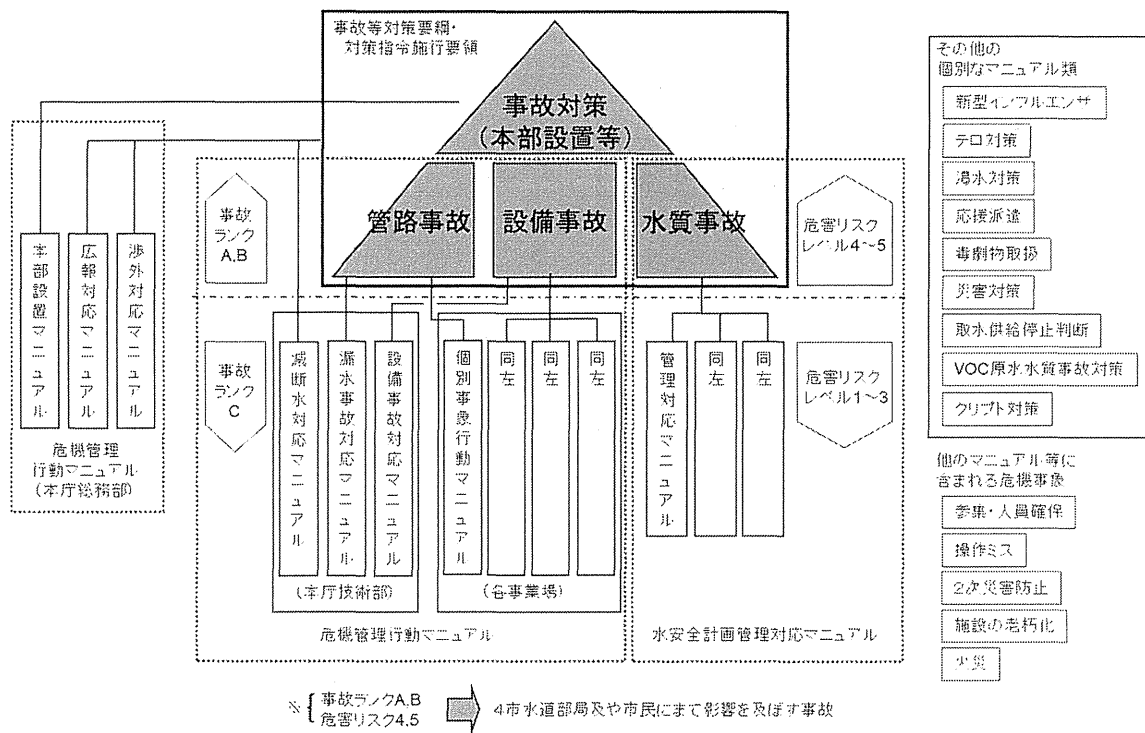 事故等対策要綱・
対策指令施行要領
事故対策
(本部設置等)
管路事故
設備事故
水質事故
事故
ランク
A,B
危害リスク
レベル4～5
事故
ランク
C
危害リスク
レベル1～3
本部設置マニュアル
広報対応マニュアル
渉外対応マニュアル
危機管理
行動マニュアル
(本庁総務部)
減断水対応マニュアル
漏水事故対応マニュアル
設備事故対応マニュアル
(本庁技術部)
個別事象行動マニュアル
同左
同左
同左
(各事業場)
危機管理行動マニュアル
管理対応マニュアル
同左
同左
水安全計画管理対応マニュアル
その他の
個別なマニュアル類
新型インフルエンザ
テロ対策
渇水対策
応援派遣
毒劇物取扱
災害対策
取水供給停止判断
VOC原水水質事故対策
クリプト対策
他のマニュアル等に
含まれる危機事象
参集・人員確保
操作ミス
2次災害防止
施設の老朽化
火災
※ { 事故ランクA,B
危害リスク4,5
4市水道部局及や市民にまて影響を及ぼす事故